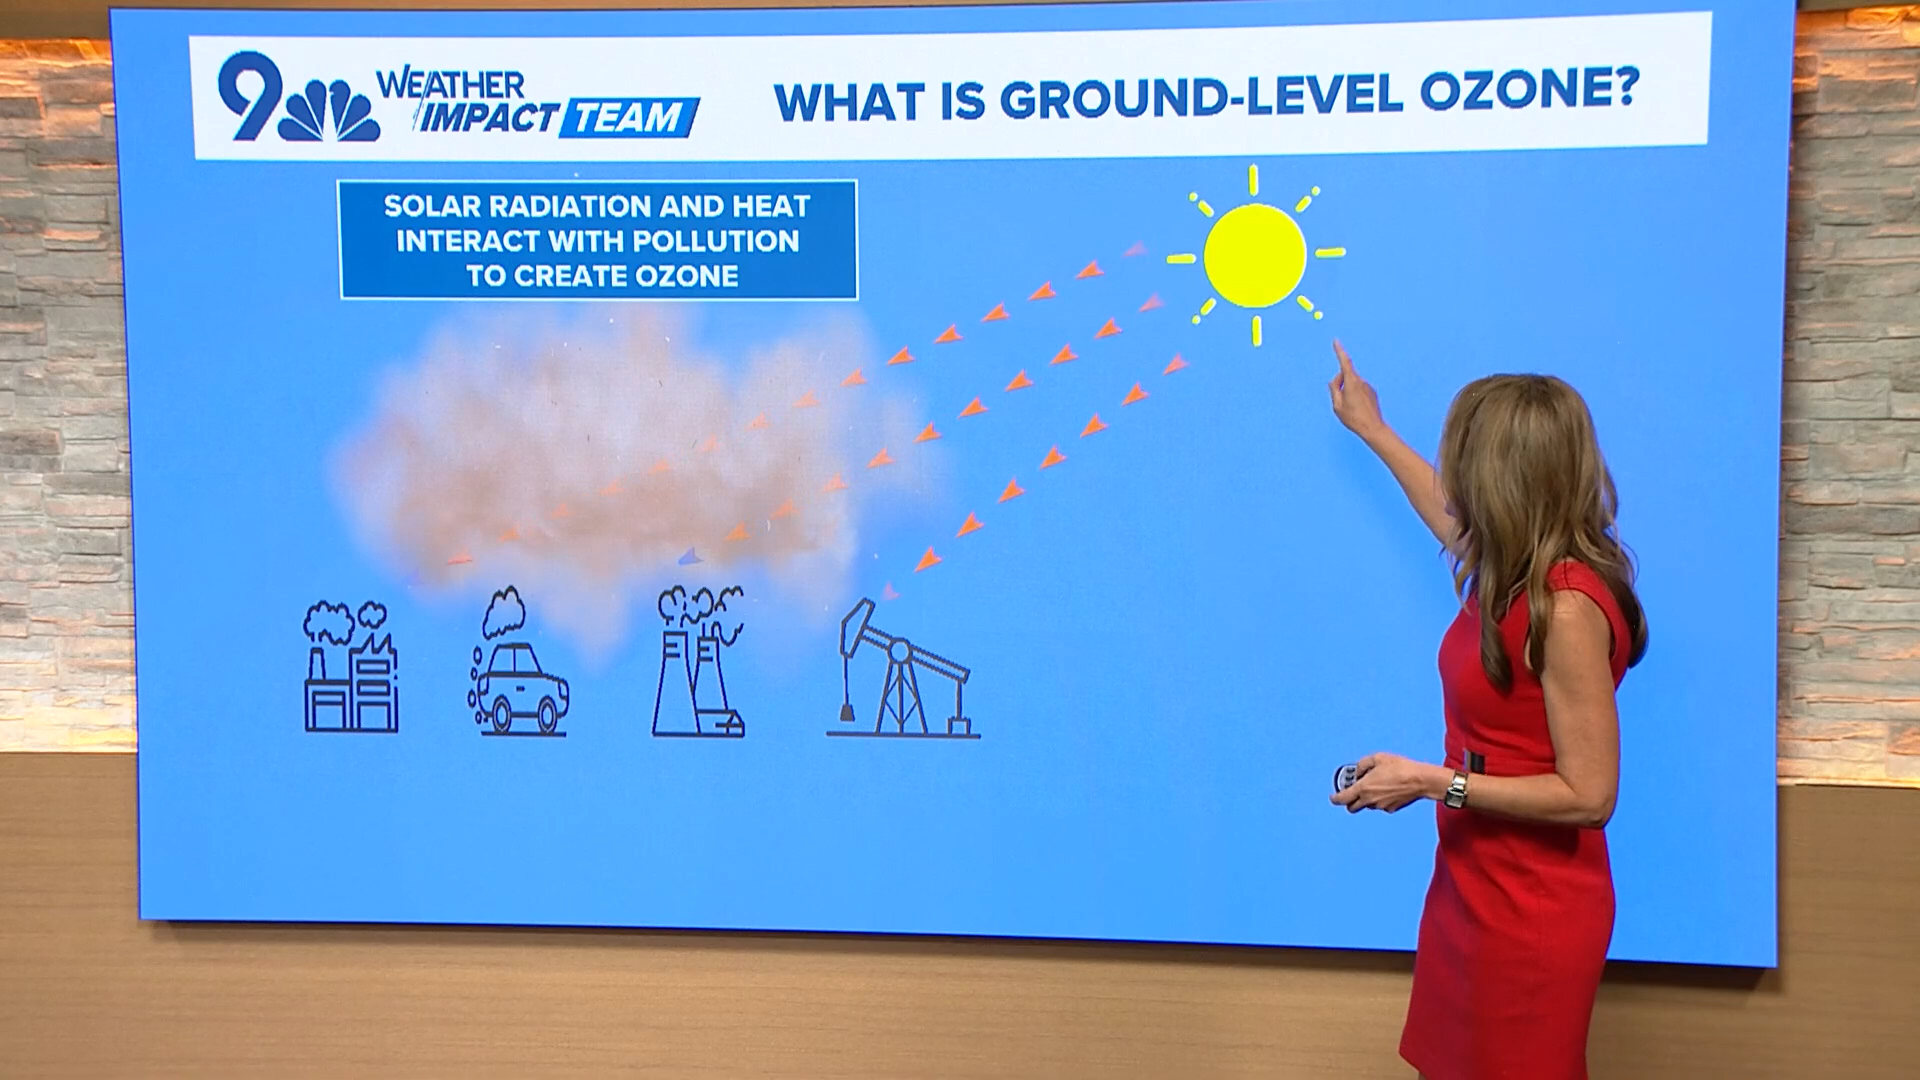 9 WEATHER
IMPACT TEAM
WHAT IS GROUND-LEVEL OZONE?
SOLAR RADIATION AND HEAT
INTERACT WITH POLLUTION
TO CREATE OZONE